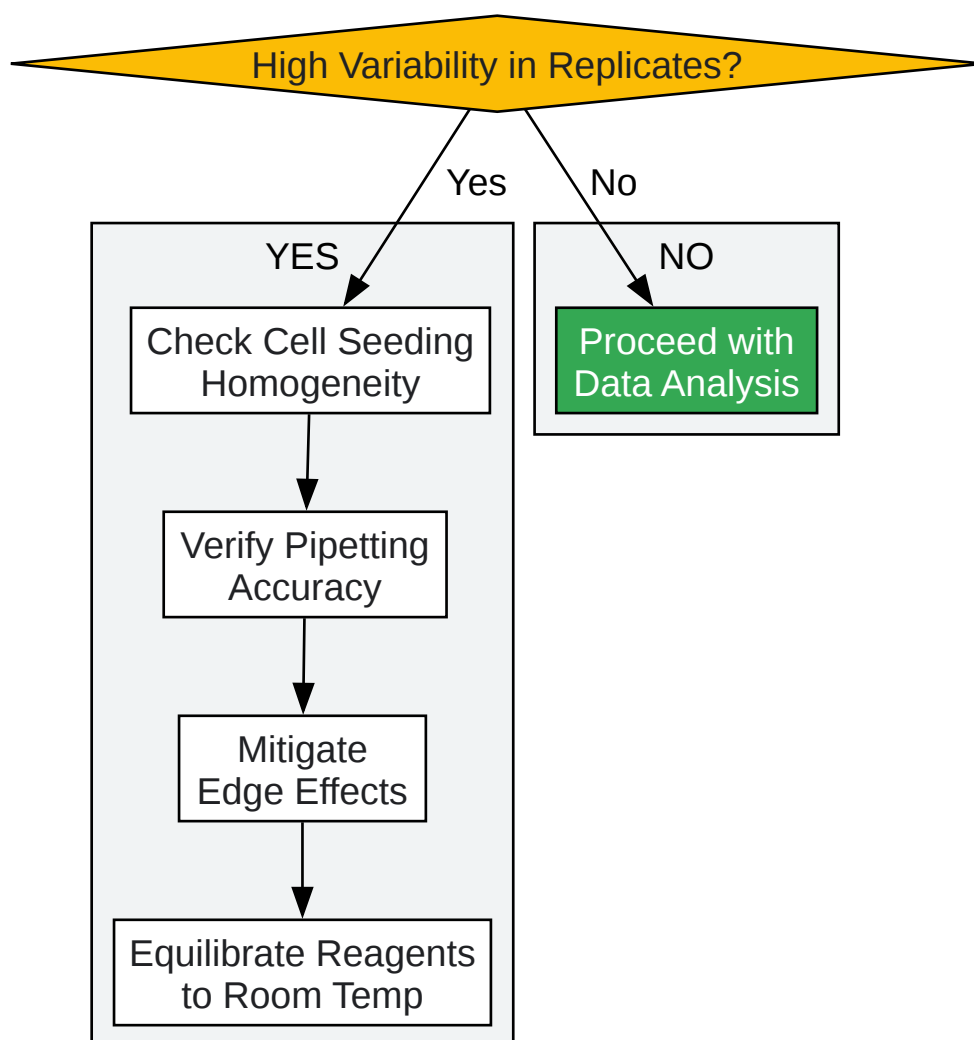 High Variability in Replicates?
Yes
No
YES
NO
Check Cell Seeding
Homogeneity
Proceed with
Data Analysis
Verify Pipetting
Accuracy
Mitigate
Edge Effects
Equilibrate Reagents
to Room Temp